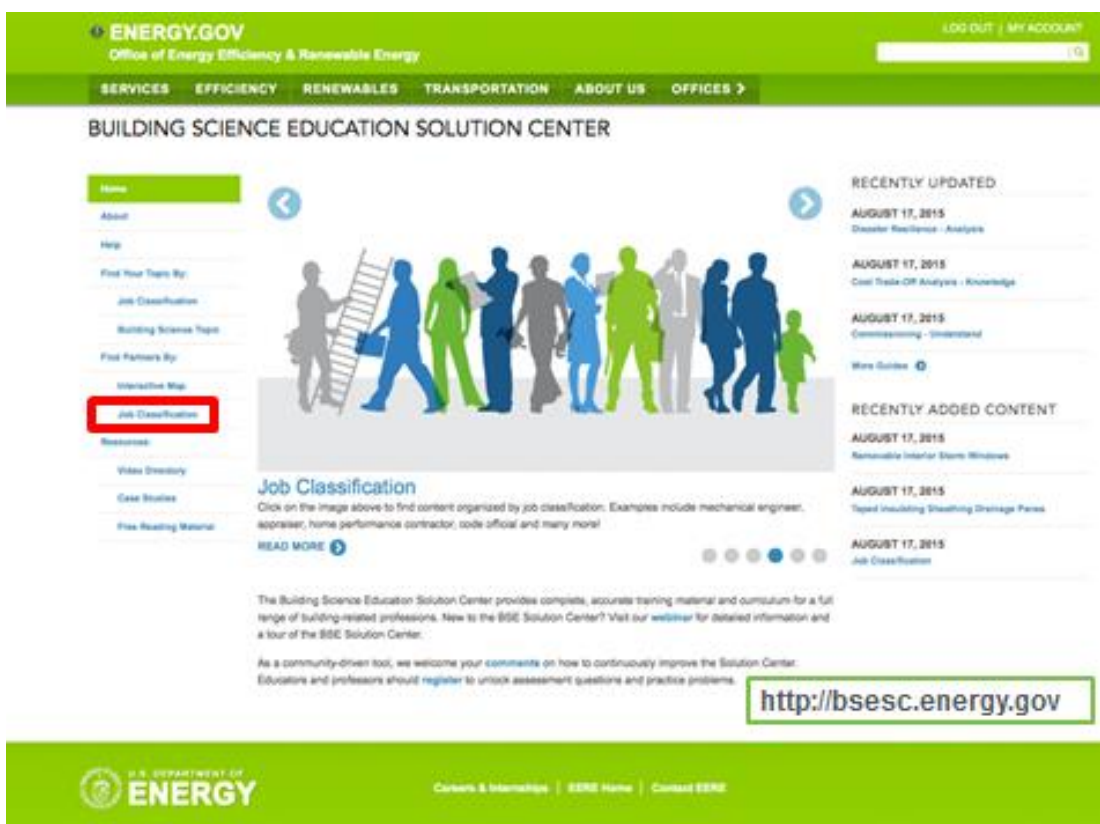 ENERGY.GOV
Office of Energy Efficiency & Renewable Energy
LOG OUT | MY ACCOUNT
SERVICES EFFICIENCY RENEWABLES TRANSPORTATION ABOUT US OFFICES
BUILDING SCIENCE EDUCATION SOLUTION CENTER
Home
About
Help
Find Your Topic By:
Job Classification
Building Science Topic
Find Partners By:
Interactive Map
Job Classification
Resources:
Video Directory
Case Studies
Free Reading Material
Job Classification
Click on the image above to find content organized by job classification. Examples include mechanical engineer,
appraiser, home performance contractor, code official and many more!
READ MORE
The Building Science Education Solution Center provides complete, accurate training material and curriculum for a full
range of building-related professions. New to the BSE Solution Center? Visit our webinar for detailed information and
a tour of the BSE Solution Center.
As a community-driven tool, we welcome your comments on how to continuously improve the Solution Center.
Educators and professors should register to unlock assessment questions and practice problems.
RECENTLY UPDATED
AUGUST 17, 2015
Disaster Resilience - Analysis
AUGUST 17, 2015
Cost Trade-Off Analysis - Knowledge
AUGUST 17, 2015
Commissioning - Understand
More Guides
RECENTLY ADDED CONTENT
AUGUST 17, 2015
Removable Interior Storm Windows
AUGUST 17, 2015
Taped Insulating Sheathing Drainage Panes
AUGUST 17, 2015
Job Classification
http://bsesc.energy.gov
U.S. DEPARTMENT OF
ENERGY
Careers & Internships | EERE Home | Contact EERE